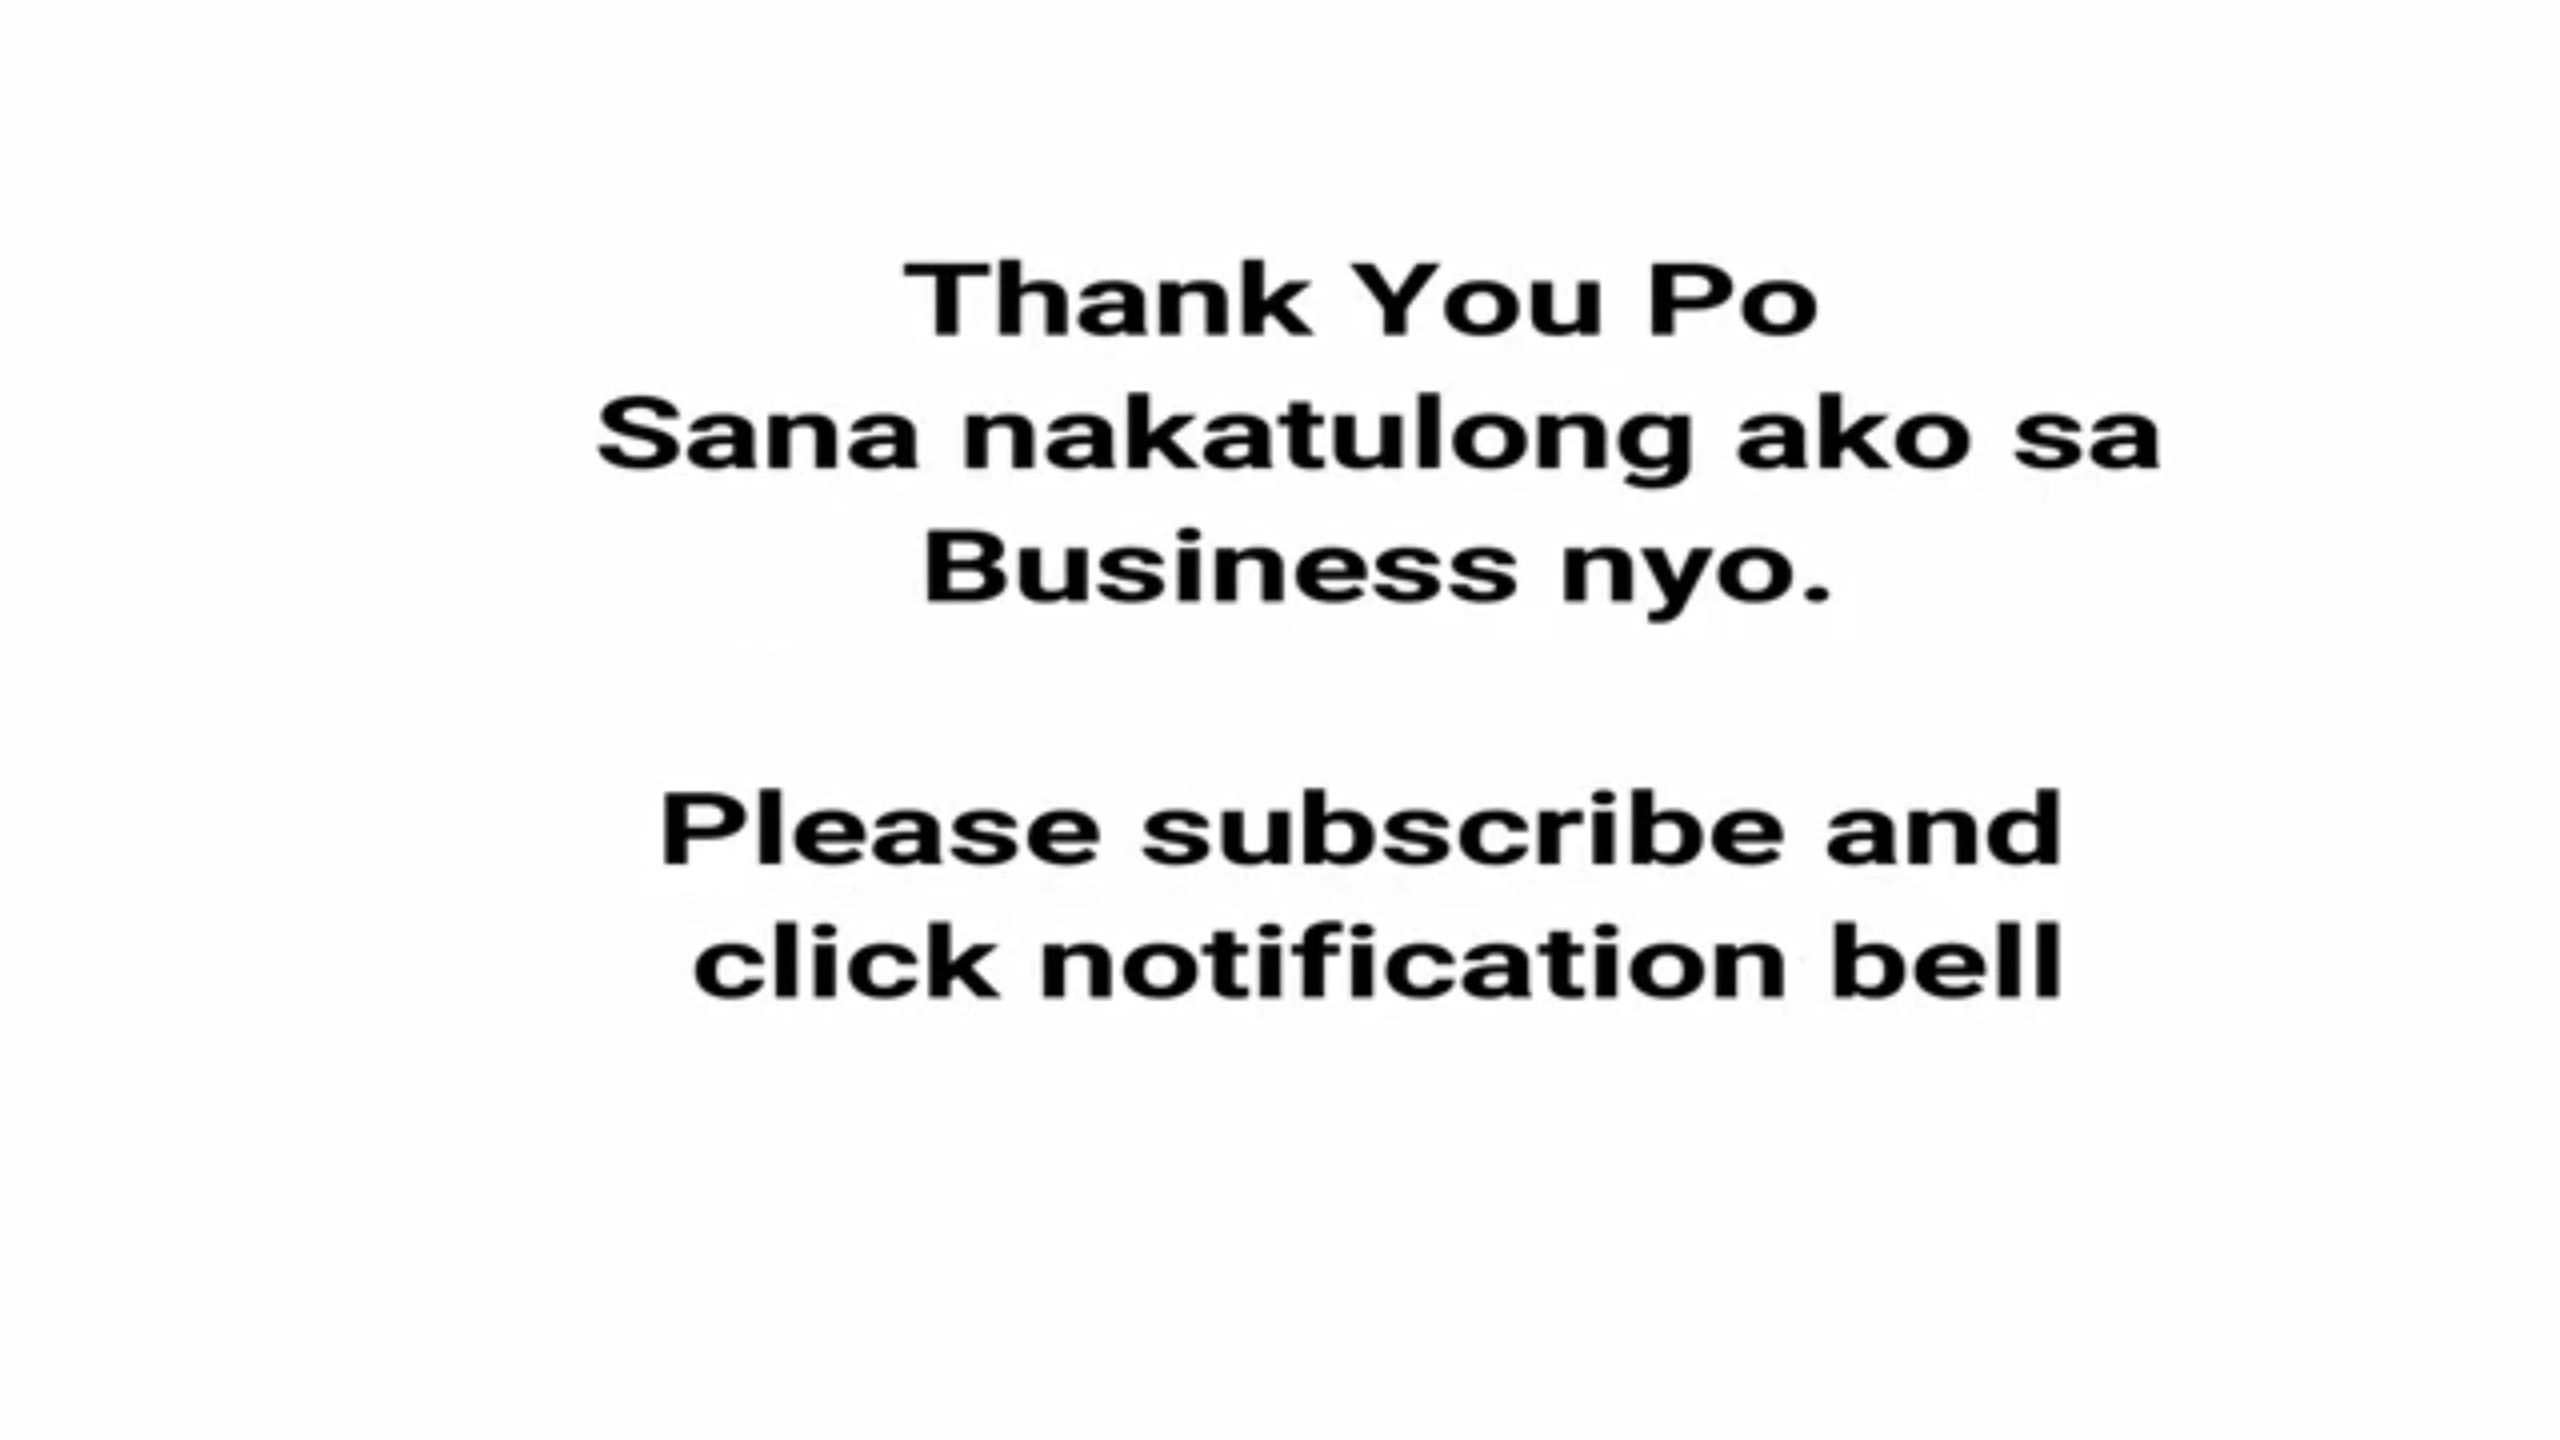 Thank You Po
Sana nakatulong ako sa
Business nyo.
Please subscribe and
click notification bell